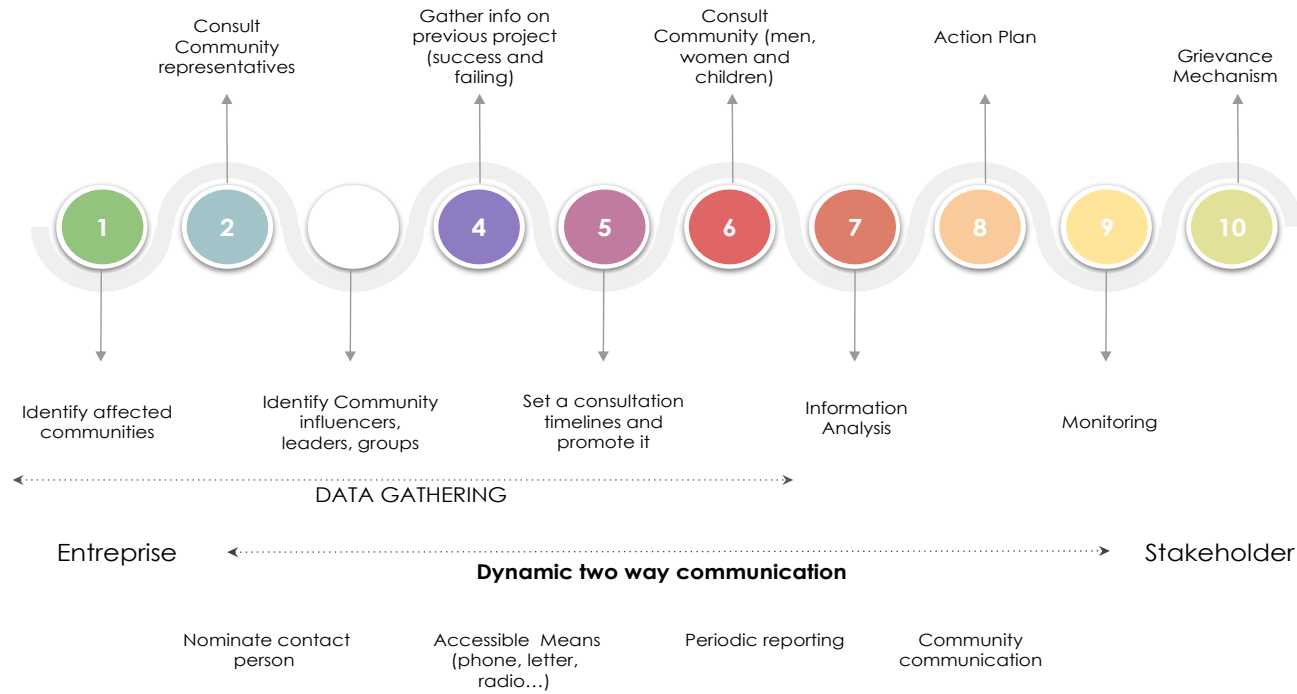 Consult
Community
representatives
Gather info on
previous project
(success and
failing)
Consult
Community (men,
women and
children)
Action Plan
Grievance
Mechanism
1
2
4
5
6
7
8
9
10
Identify affected
communities
Identify Community
influencers,
leaders, groups
Set a consultation
timelines and
promote it
Information
Analysis
Monitoring
DATA GATHERING
Entreprise
Stakeholder
Dynamic two way communication
Nominate contact
person
Accessible Means
(phone, letter,
radio...)
Periodic reporting
Community
communication